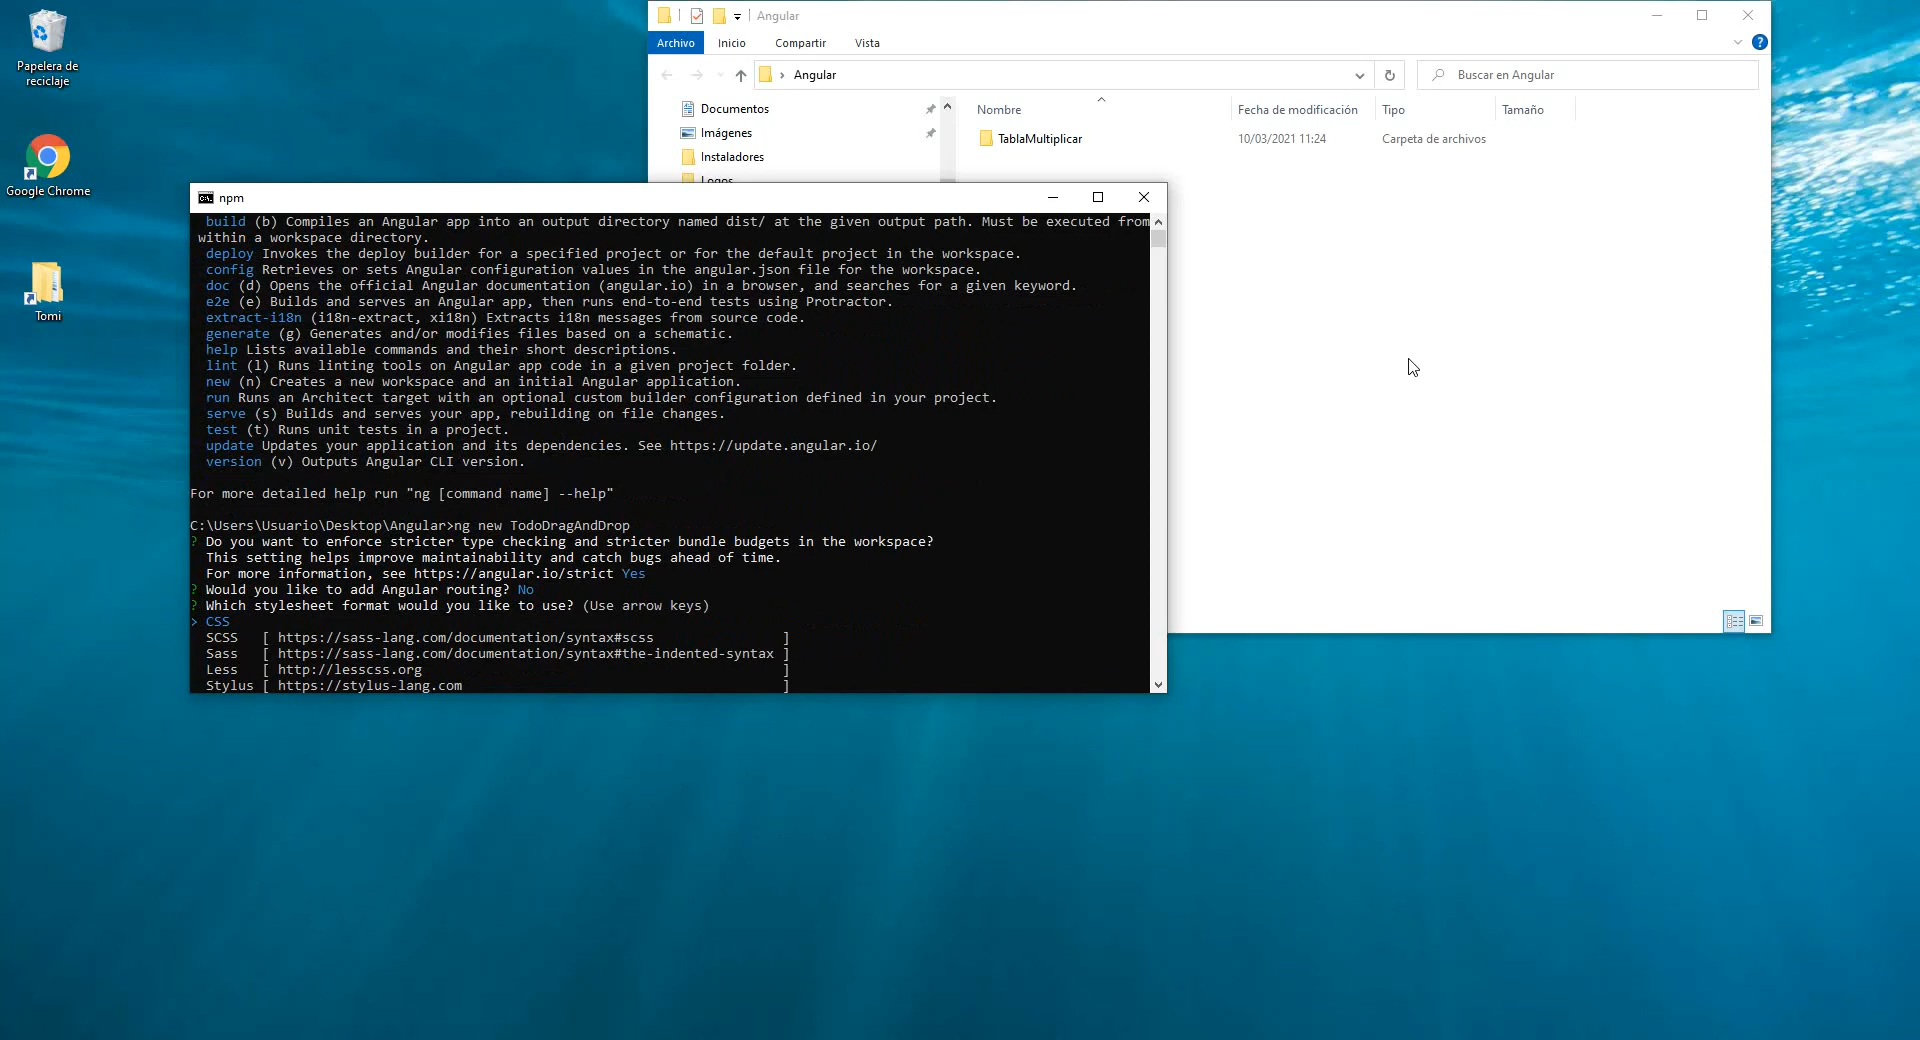 Papelera de
reciclaje
Google Chrome
Tomi
Angular
Archivo
Inicio
Compartir
Vista
Angular
Buscar en Angular
Documentos
Imágenes
Instaladores
Logos
Nombre
Fecha de modificación
Tipo
Tamaño
TablaMultiplicar
10/03/2021 11:24
Carpeta de archivos
npm
build (b) Compiles an Angular app into an output directory named dist/ at the given output path. Must be executed from
within a workspace directory.
deploy Invokes the deploy builder for a specified project or for the default project in the workspace.
config Retrieves or sets Angular configuration values in the angular.json file for the workspace.
doc (d) Opens the official Angular documentation (angular.io) in a browser, and searches for a given keyword.
e2e (e) Builds and serves an Angular app, then runs end-to-end tests using Protractor.
extract-i18n (i18n-extract, xi18n) Extracts i18n messages from source code.
generate (g) Generates and/or modifies files based on a schematic.
help Lists available commands and their short descriptions.
lint (l) Runs linting tools on Angular app code in a given project folder.
new (n) Creates a new workspace and an initial Angular application.
run Runs an Architect target with an optional custom builder configuration defined in your project.
serve (s) Builds and serves your app, rebuilding on file changes.
test (t) Runs unit tests in a project.
update Updates your application and its dependencies. See https://update.angular.io/
version (v) Outputs Angular CLI version.
For more detailed help run "ng [command name] --help"
C:\Users\Usuario\Desktop\Angular>ng new TodoDragAndDrop
? Do you want to enforce stricter type checking and stricter bundle budgets in the workspace?
This setting helps improve maintainability and catch bugs ahead of time.
For more information, see https://angular.io/strict Yes
? Would you like to add Angular routing? No
? Which stylesheet format would you like to use? (Use arrow keys)
> CSS
SCSS [ https://sass-lang.com/documentation/syntax#scss ]
Sass [ https://sass-lang.com/documentation/syntax#the-indented-syntax ]
Less [ http://lesscss.org ]
Stylus [ https://stylus-lang.com ]